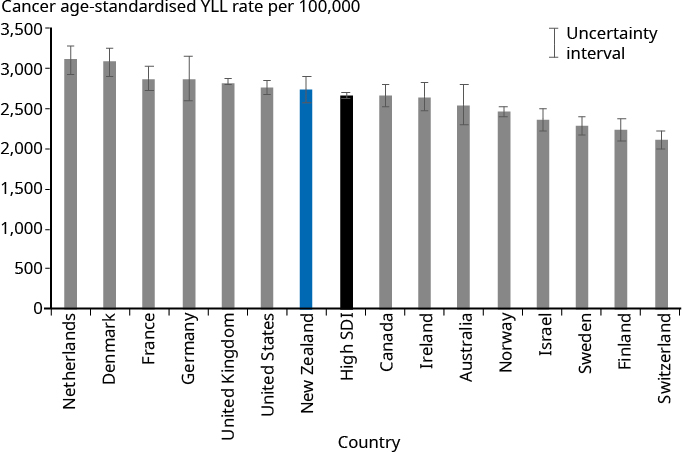 Cancer age-standardised YLL rate per 100,000
3,500
3,000
2,500
2,000
1,500
1,000
500
0
Uncertainty
interval
Netherlands
Denmark
France
Germany
United Kingdom
United States
New Zealand
High SDI
Canada
Ireland
Australia
Norway
Israel
Sweden
Finland
Switzerland
Country